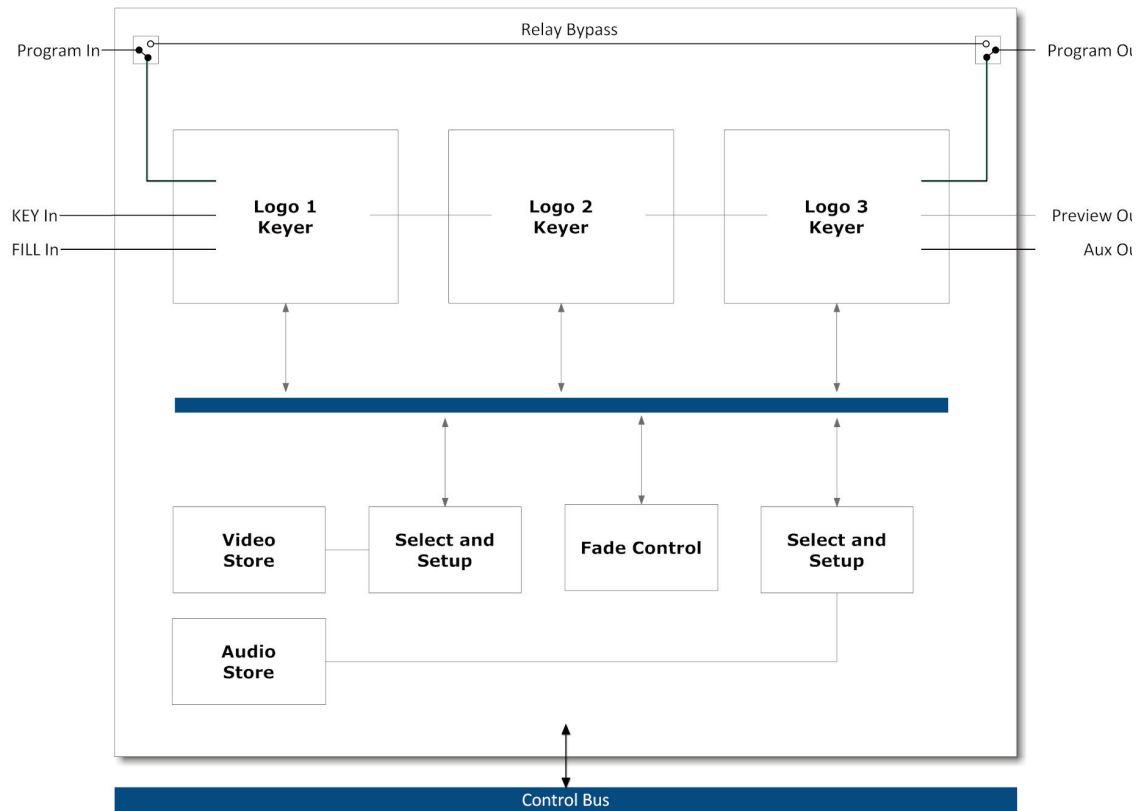 Relay Bypass
Program In
Program Ou
Logo 1
Keyer
Logo 2
Keyer
Logo 3
Keyer
KEY In
Preview Ou
FILL In
Aux Ou
Video
Store
Select and
Setup
Fade Control
Select and
Setup
Audio
Store
Control Bus